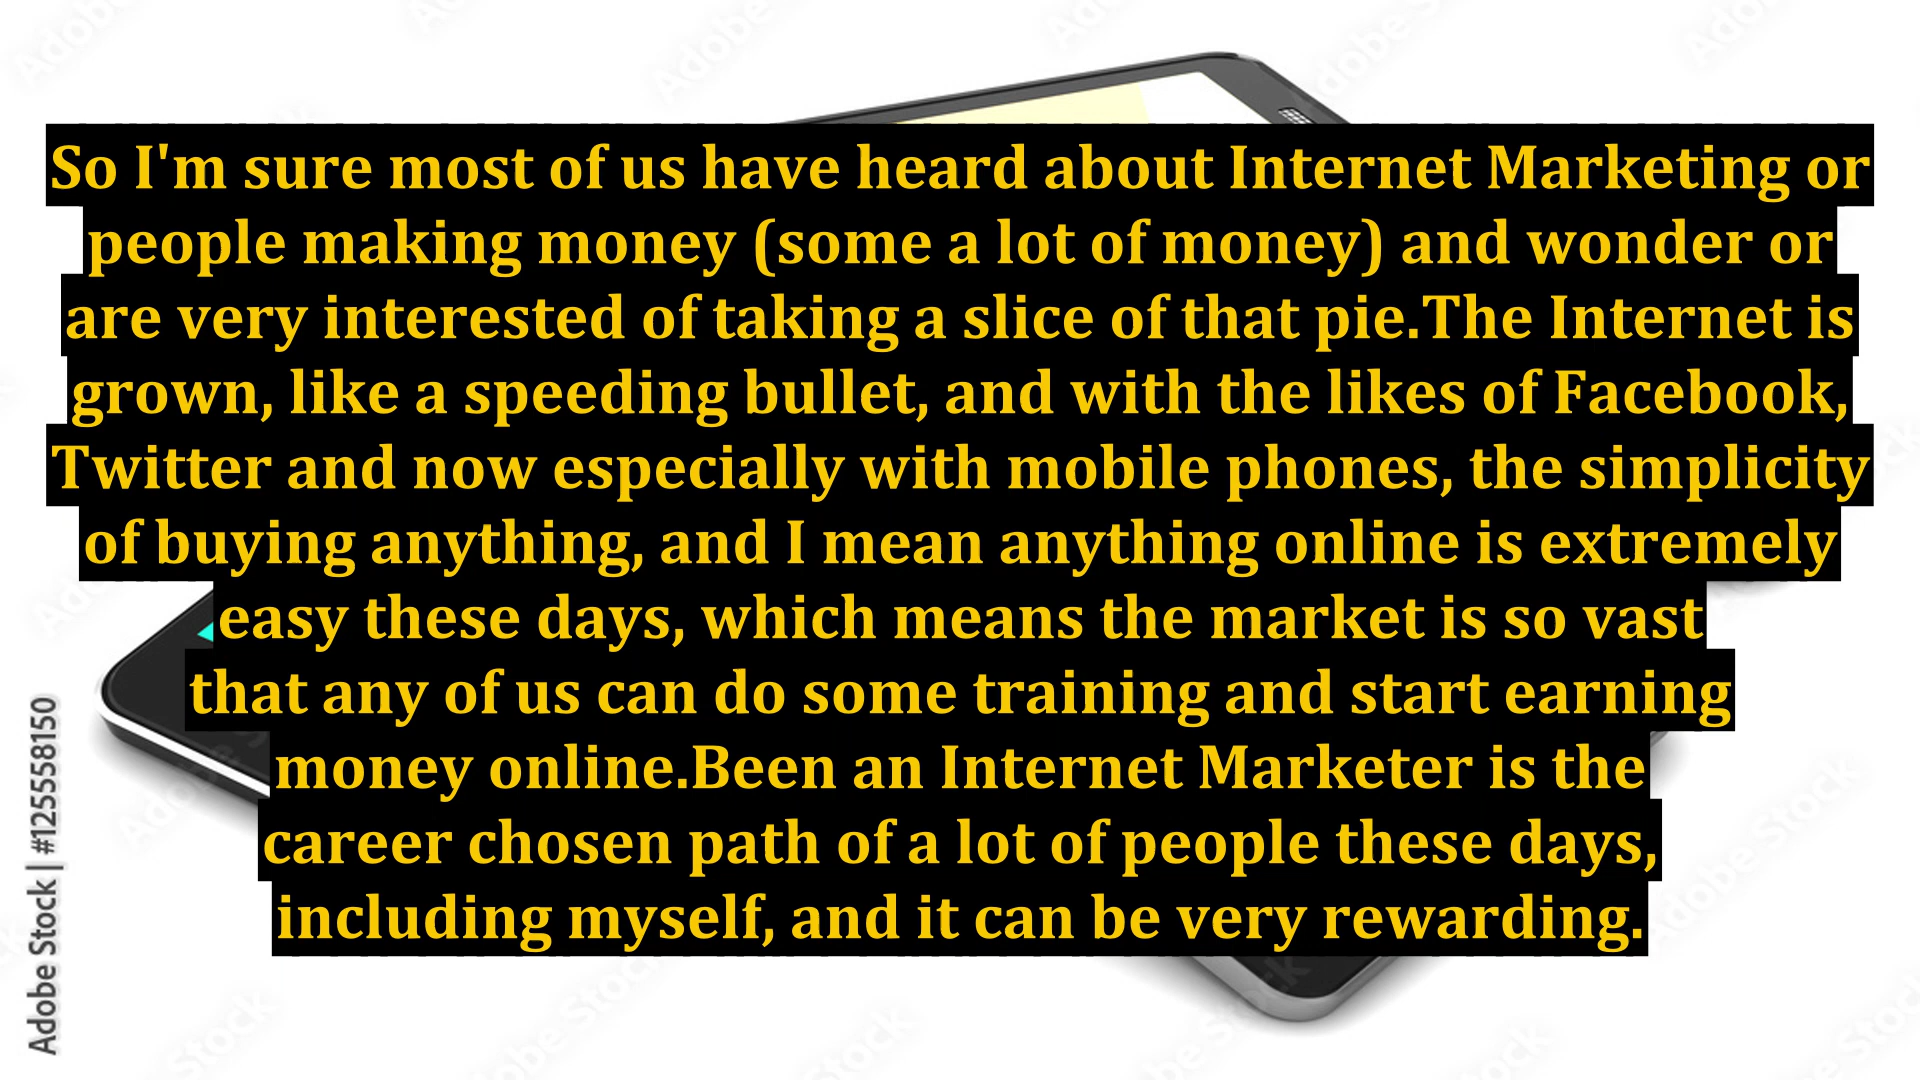 So I'm sure most of us have heard about Internet Marketing or
people making money (some a lot of money) and wonder or
are very interested of taking a slice of that pie.The Internet is
grown, like a speeding bullet, and with the likes of Facebook,
Twitter and now especially with mobile phones, the simplicity
of buying anything, and I mean anything online is extremely
easy these days, which means the market is so vast
that any of us can do some training and start earning
money online.Been an Internet Marketer is the
career chosen path of a lot of people these days,
including myself, and it can be very rewarding.
Adobe Stock | #125558150